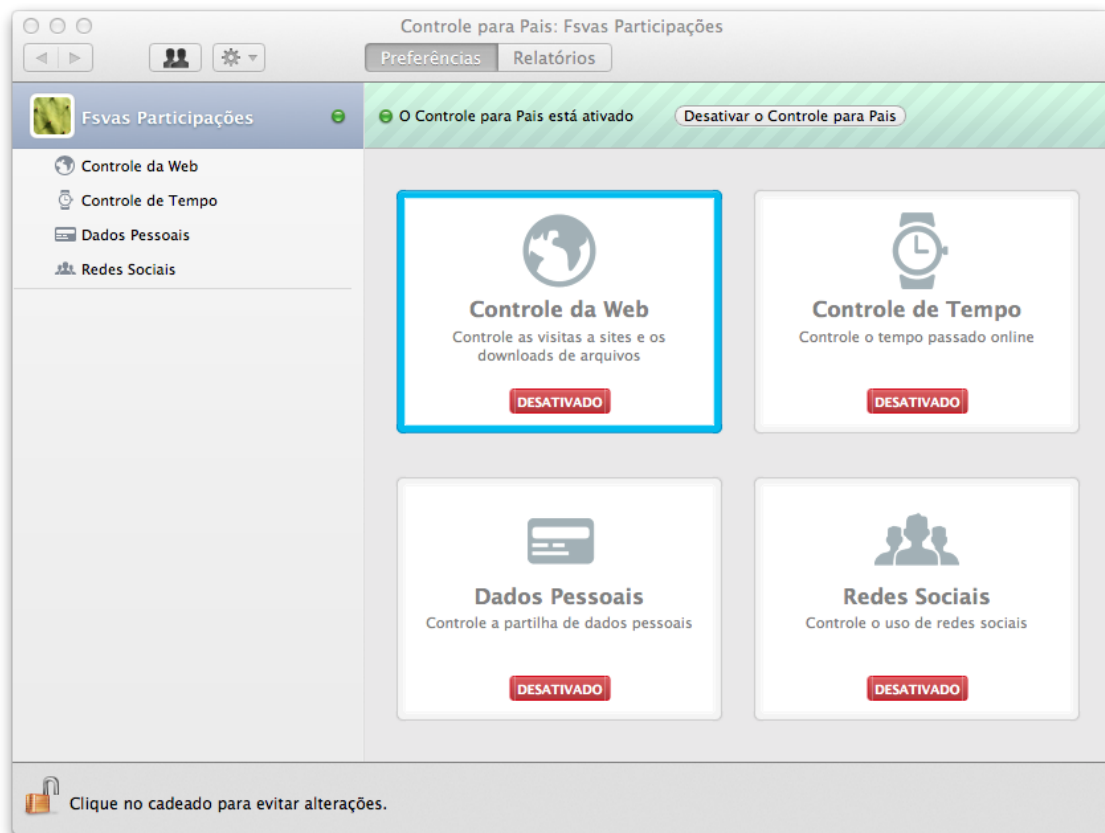 Controle para Pais: Fsvas Participações
Preferências
Relatórios
Fsvas Participações
O Controle para Pais está ativado
Desativar o Controle para Pais
Controle da Web
Controle de Tempo
Dados Pessoais
Redes Sociais
Controle da Web
Controle as visitas a sites e os
downloads de arquivos
DESATIVADO
Controle de Tempo
Controle o tempo passado online
DESATIVADO
Dados Pessoais
Controle a partilha de dados pessoais
DESATIVADO
Redes Sociais
Controle o uso de redes sociais
DESATIVADO
Clique no cadeado para evitar alterações.